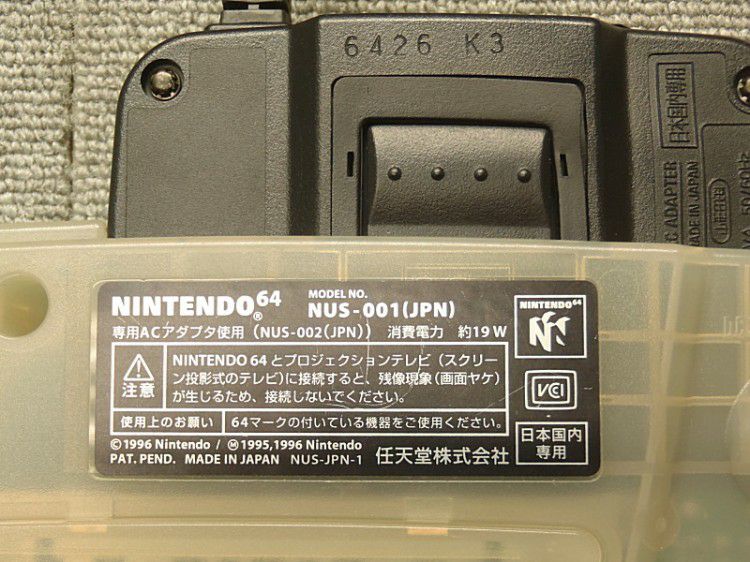 6426 K3
日本国内専用
ADAPTER
MADE IN JAPAN
NINTENDO64®
MODEL NO.
NUS-001(JPN)
専用ACアダプタ使用 (NUS-002(JPN)) 消費電力 約19W
注意
NINTENDO 64 とプロジェクションテレビ (スクリー
ン投影式のテレビ)に接続すると、残像現象(画面ヤケ)
が生じるため、接続しないでください。
使用上のお願い 64マークの付いている機器をご使用ください。
©1996 Nintendo / Ⓜ1995,1996 Nintendo
PAT. PEND. MADE IN JAPAN NUS-JPN-1 任天堂株式会社
NINTENDO64
N
VCI
日本国内
専用